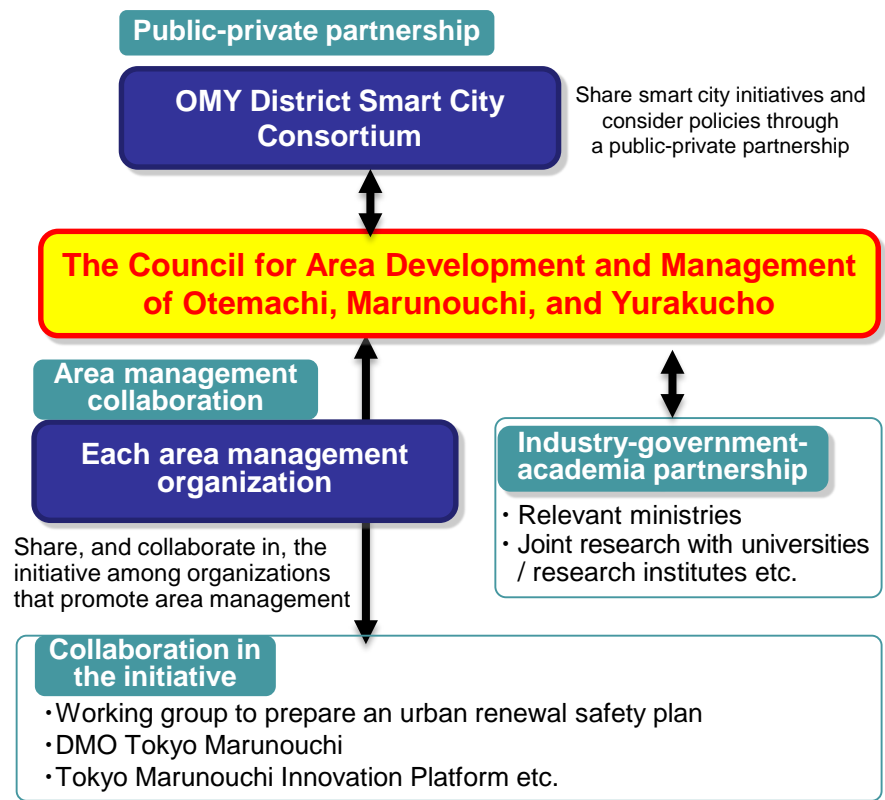 Public-private partnership
OMY District Smart City
Consortium
Share smart city initiatives and
consider policies through
a public-private partnership
The Council for Area Development and Management
of Otemachi, Marunouchi, and Yurakucho
Area management
collaboration
Each area management
organization
Share, and collaborate in, the
initiative among organizations
that promote area management
Industry-government-
academia partnership
・Relevant ministries
・Joint research with universities
/ research institutes etc.
Collaboration in
the initiative
・Working group to prepare an urban renewal safety plan
・DMO Tokyo Marunouchi
・Tokyo Marunouchi Innovation Platform etc.